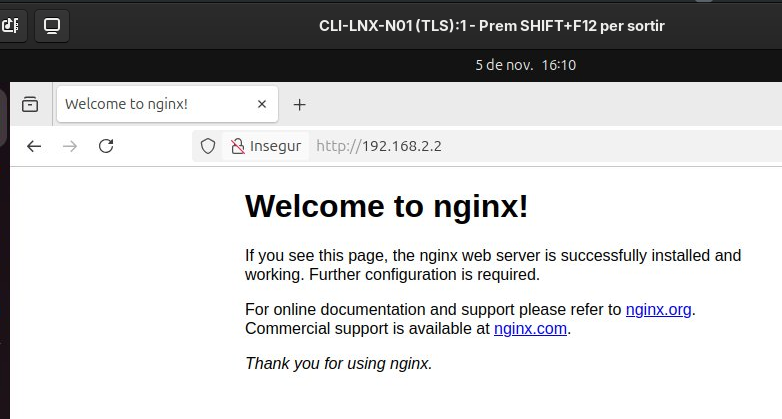 CLI-LNX-N01 (TLS):1 - Prem SHIFT+F12 per sortir
5 de nov. 16:10
Welcome to nginx!
Insegur http://192.168.2.2
Welcome to nginx!
If you see this page, the nginx web server is successfully installed and
working. Further configuration is required.
For online documentation and support please refer to nginx.org.
Commercial support is available at nginx.com.
Thank you for using nginx.